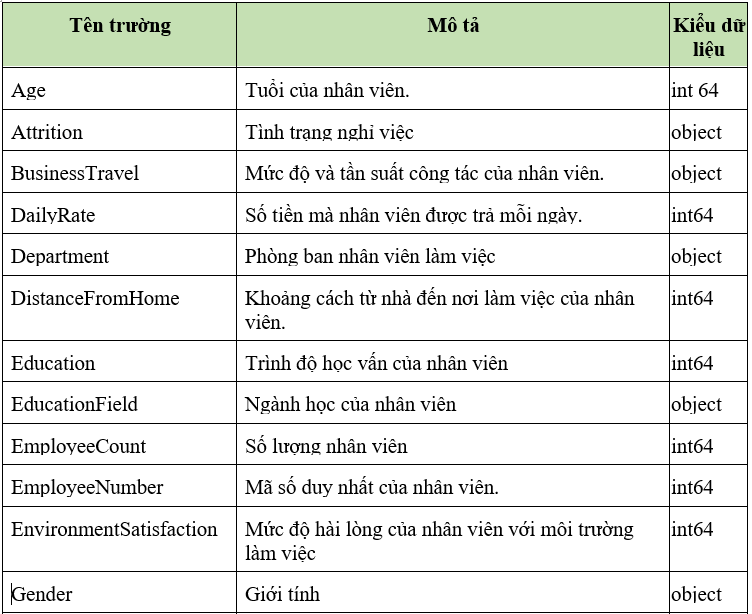 Tên trường Mô tả Kiểu dữ
liệu
Age Tuổi của nhân viên. int 64
Attrition Tình trạng nghỉ việc object
BusinessTravel Mức độ và tần suất công tác của nhân viên. object
DailyRate Số tiền mà nhân viên được trả mỗi ngày. int64
Department Phòng ban nhân viên làm việc object
DistanceFromHome Khoảng cách từ nhà đến nơi làm việc của nhân int64
viên.
Education Trình độ học vấn của nhân viên int64
EducationField Ngành học của nhân viên object
EmployeeCount Số lượng nhân viên int64
EmployeeNumber Mã số duy nhất của nhân viên. int64
EnvironmentSatisfaction Mức độ hài lòng của nhân viên với môi trường int64
làm việc
Gender Giới tính object